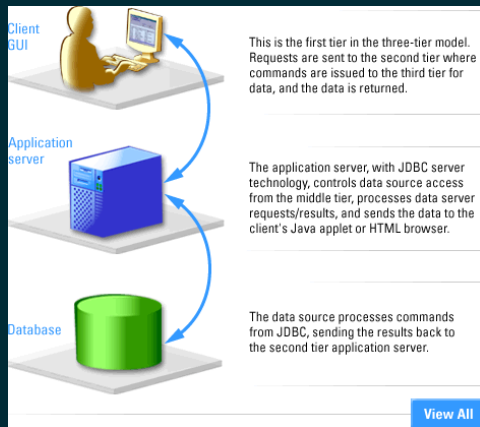 Client
GUI
This is the first tier in the three-tier model.
Requests are sent to the second tier where
commands are issued to the third tier for
data, and the data is returned.
Application
server
The application server, with JDBC server
technology, controls data source access
from the middle tier, processes data server
requests/results, and sends the data to the
client's Java applet or HTML browser.
Database
The data source processes commands
from JDBC, sending the results back to
the second tier application server.
View All